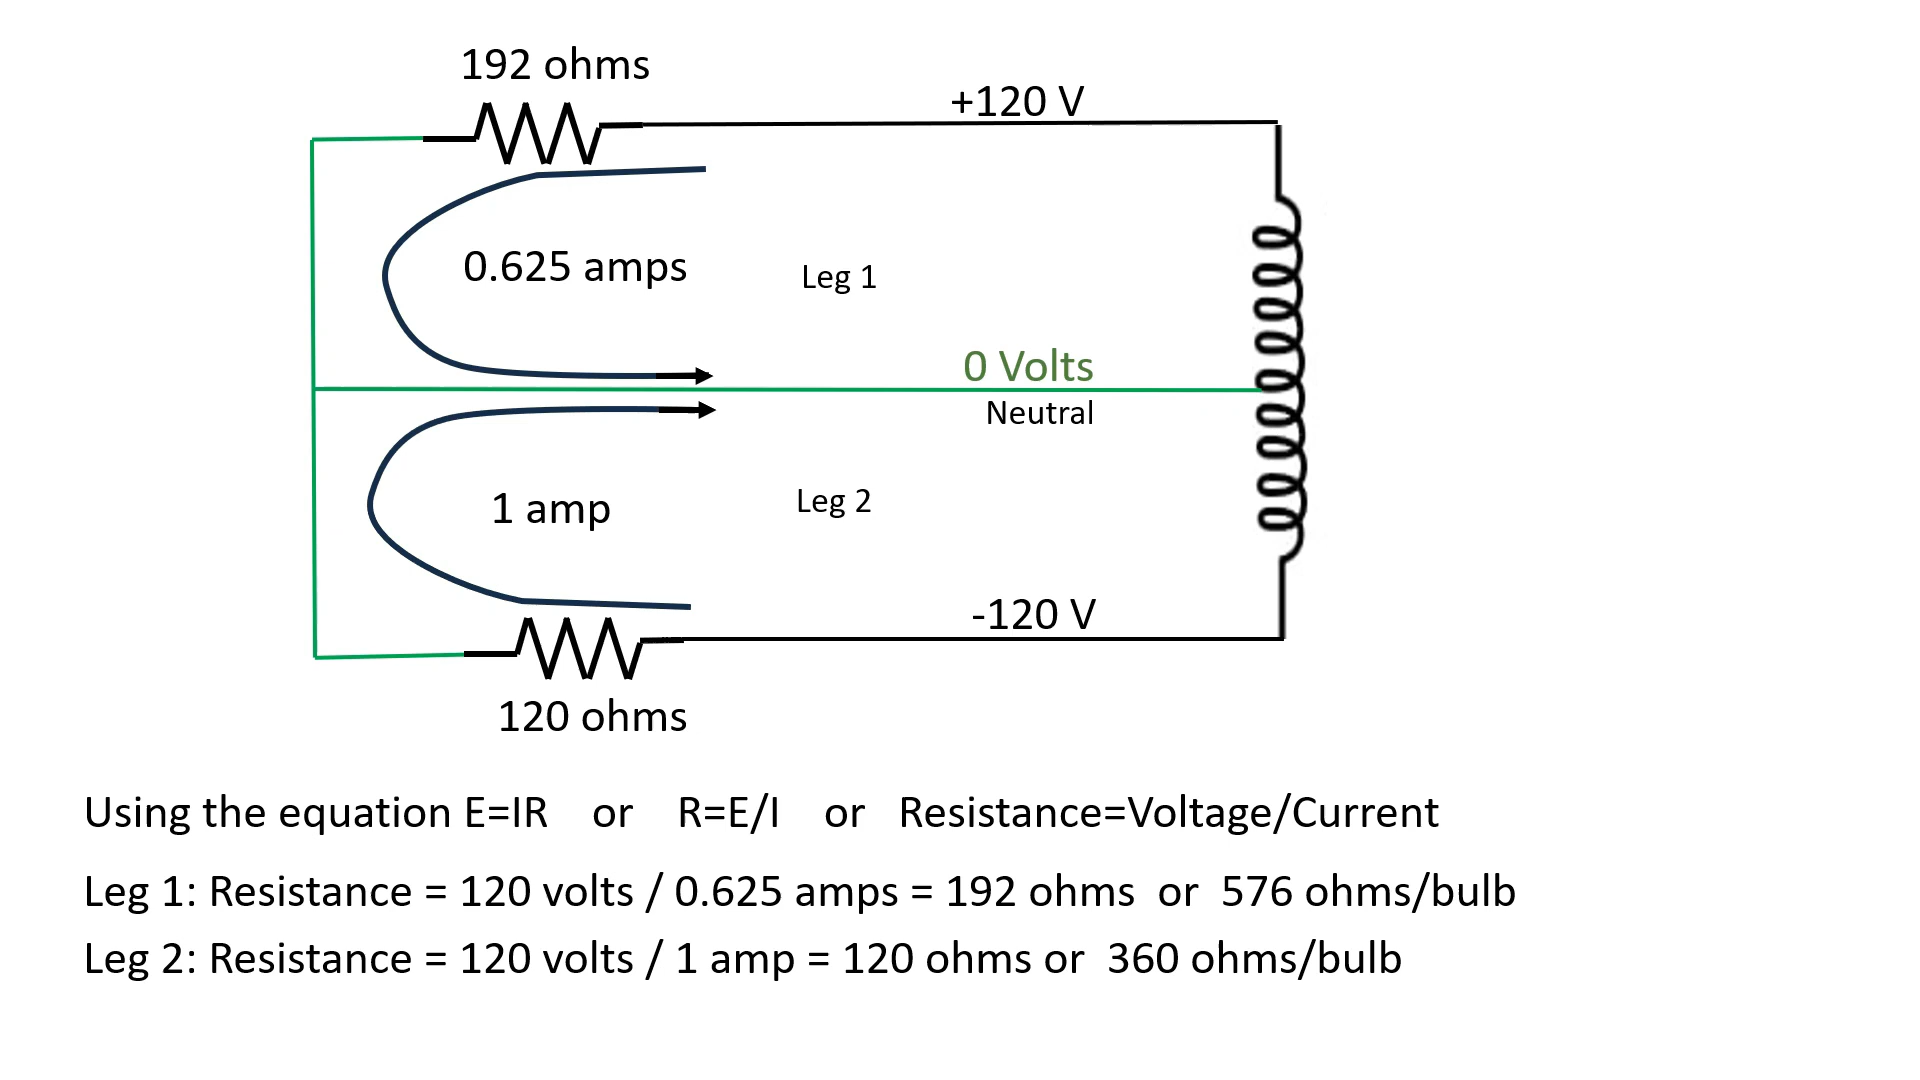 192 ohms
+120 V
0.625 amps
Leg 1
0 Volts
Neutral
1 amp
Leg 2
-120 V
120 ohms
Using the equation E=IR or R=E/I or Resistance=Voltage/Current
Leg 1: Resistance = 120 volts / 0.625 amps = 192 ohms or 576 ohms/bulb
Leg 2: Resistance = 120 volts / 1 amp = 120 ohms or 360 ohms/bulb